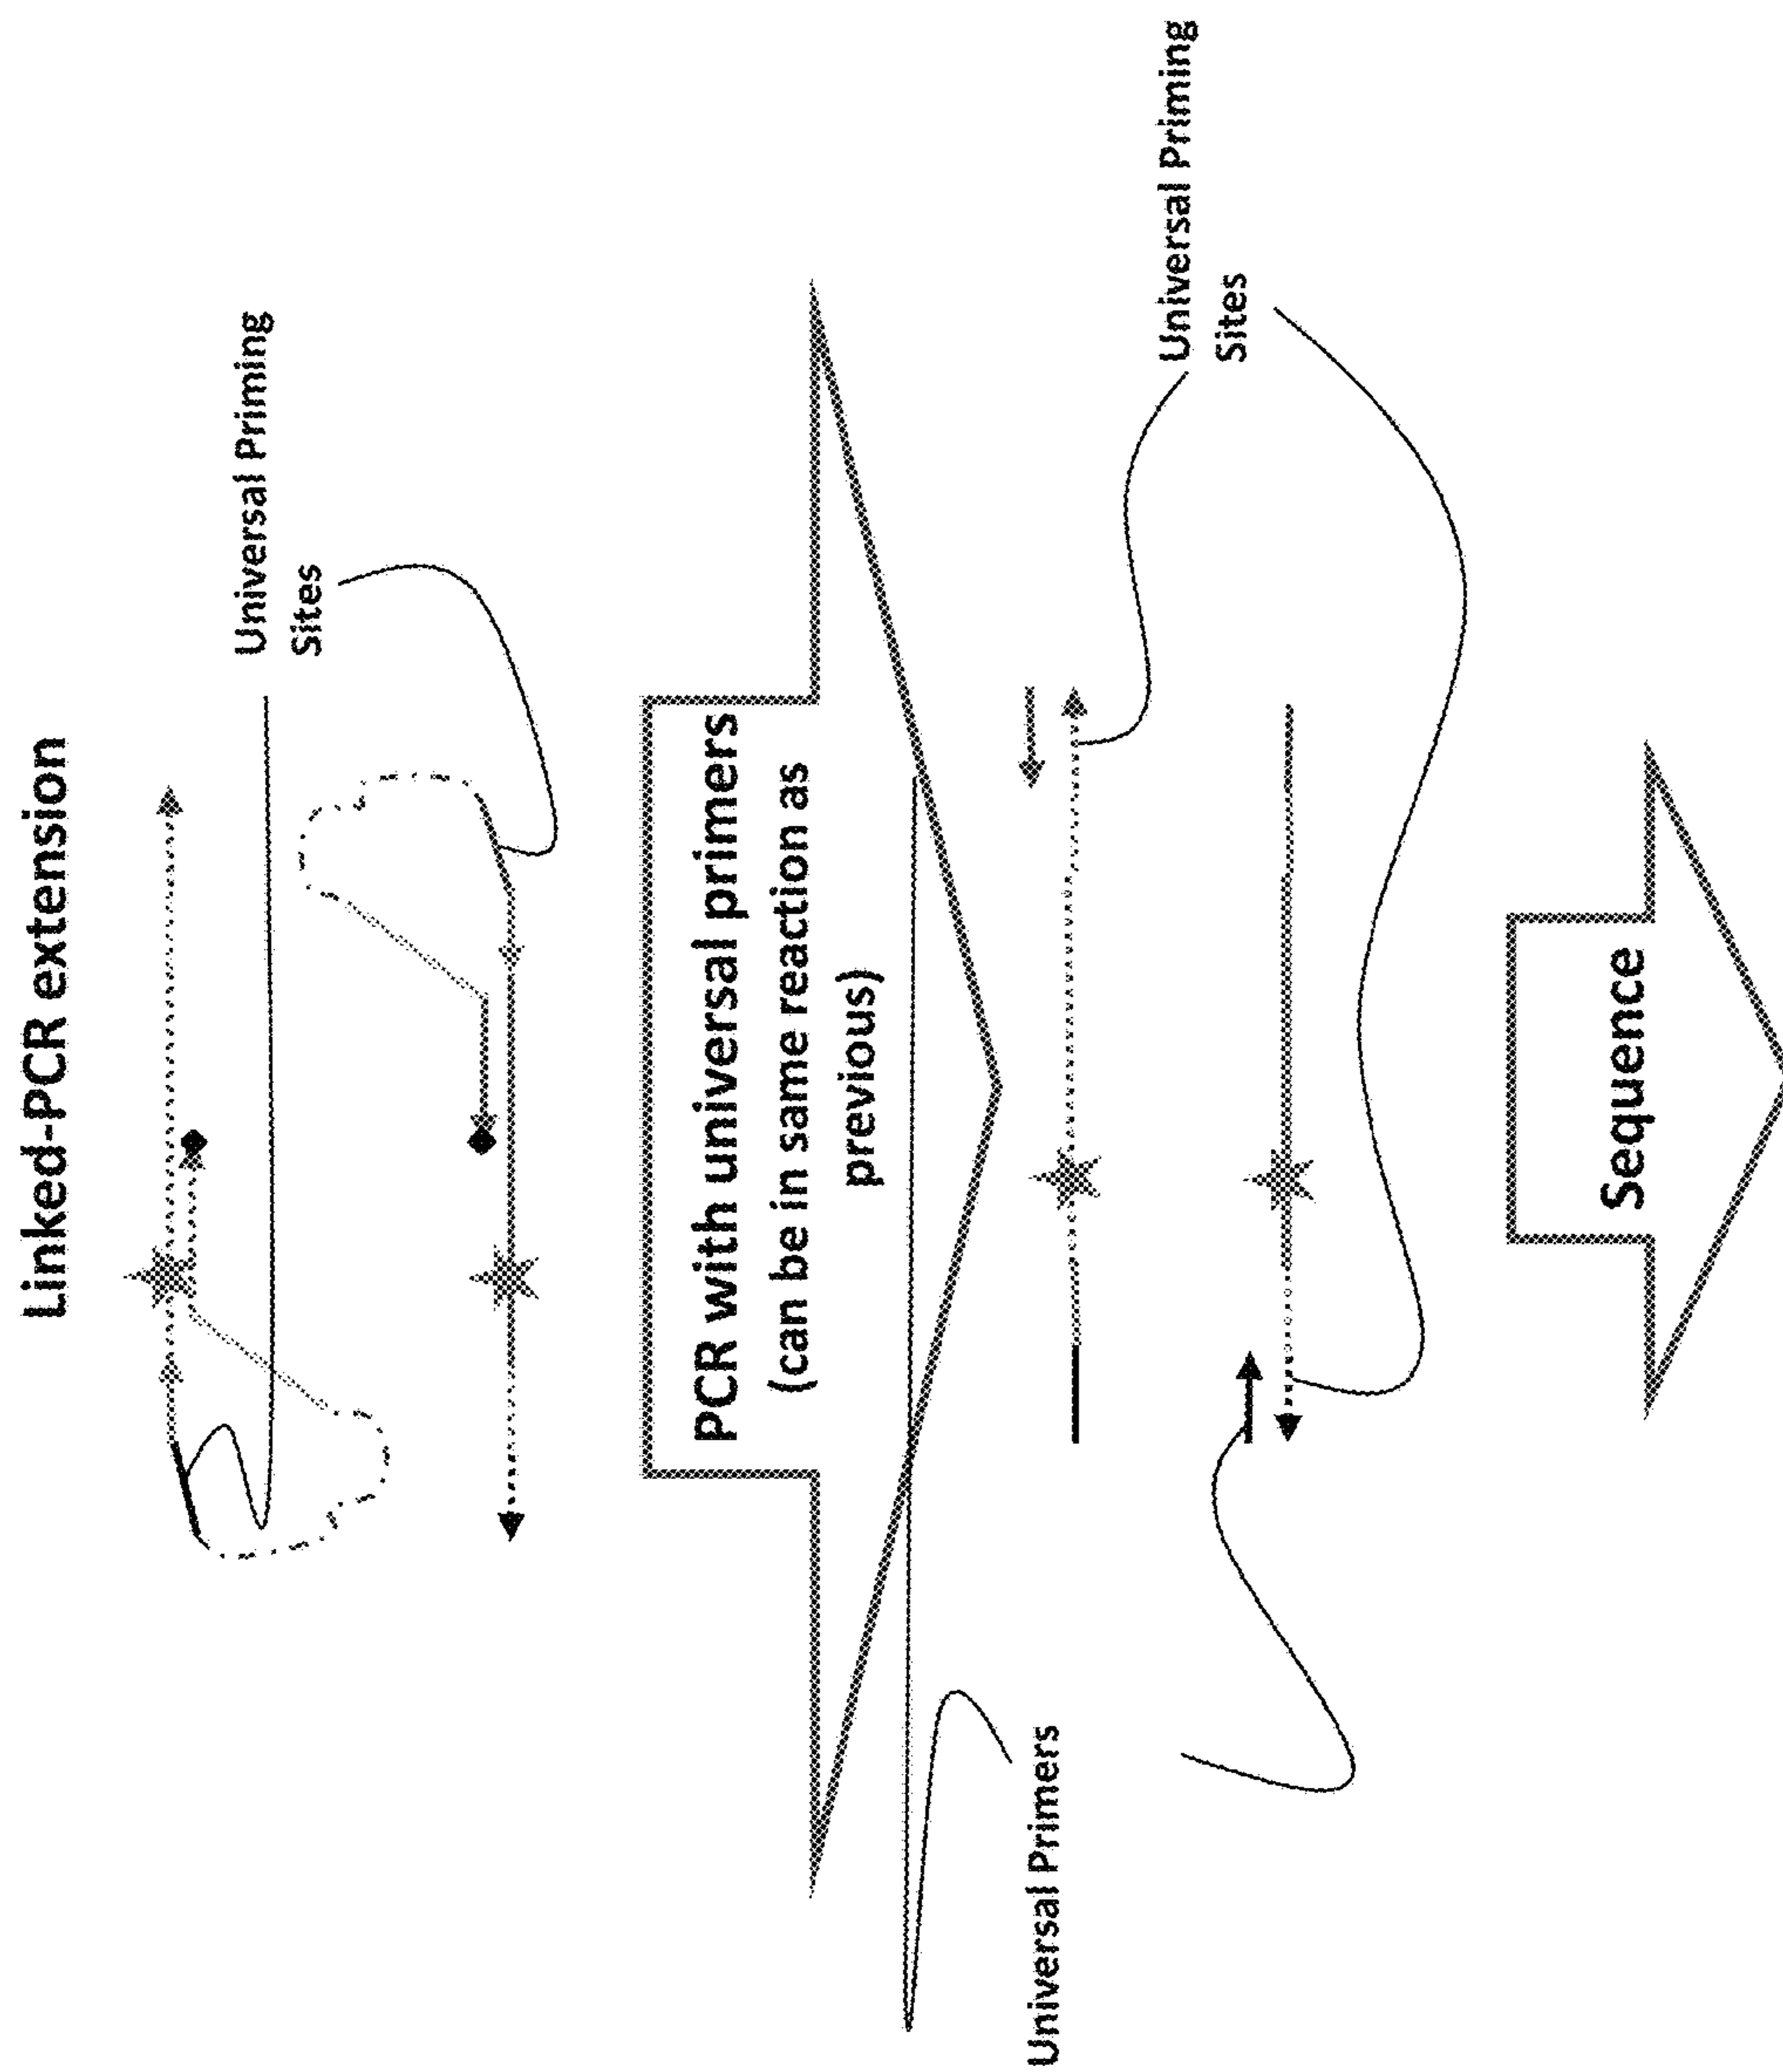 Linked-PCR extension
Universal Priming
Sites
PCR with universal primers
(can be in same reaction as
previous)
Universal Primers
Universal Priming
Sites
Sequence